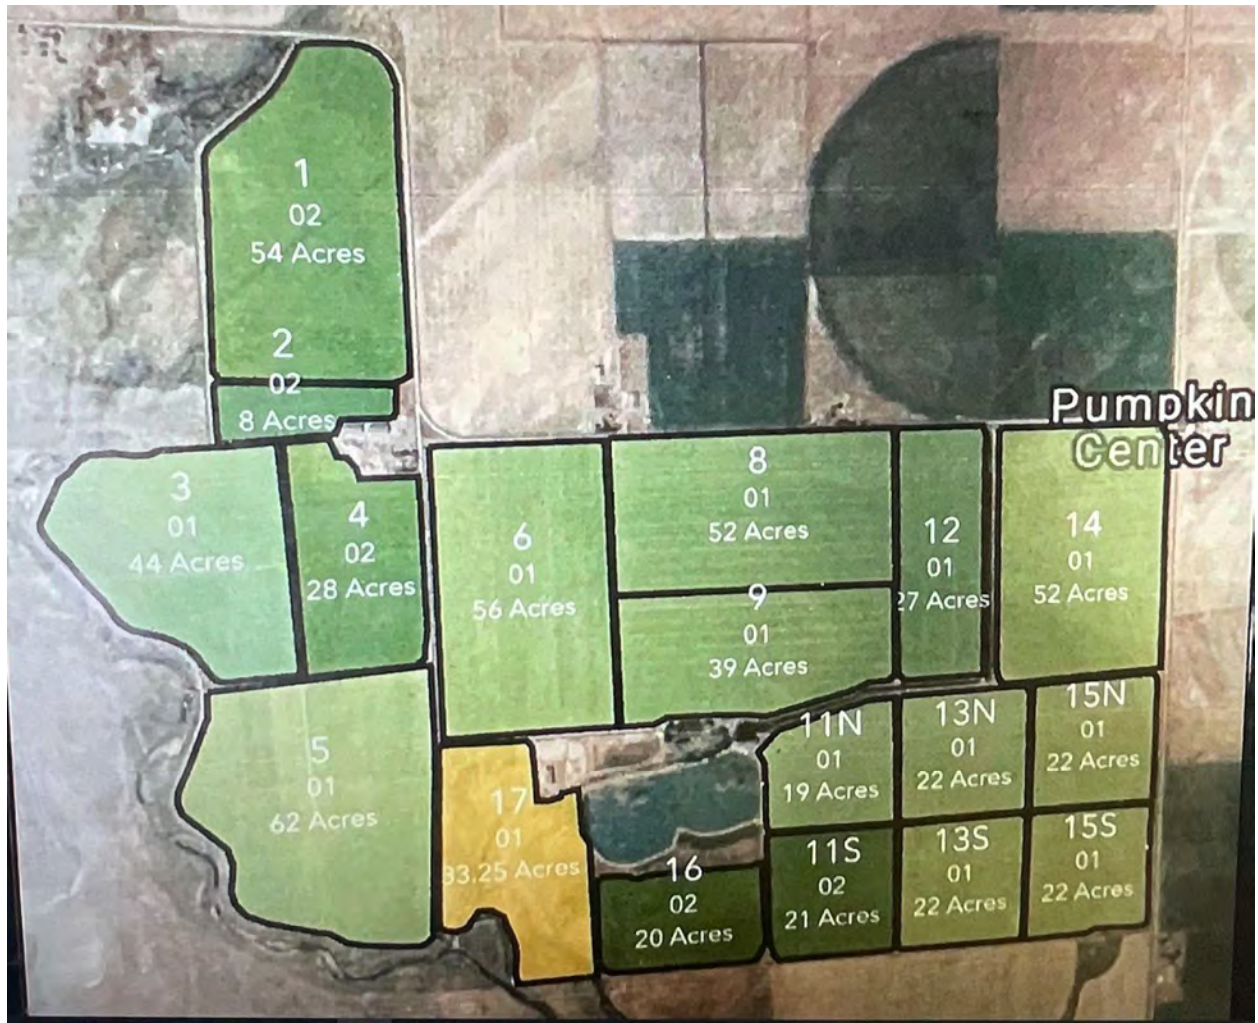 1
02
54 Acres
2
02
8 Acres
Pumpkin
Center
3
01
44 Acres
4
02
28 Acres
6
01
56 Acres
8
01
52 Acres
9
01
39 Acres
12
01
27 Acres
14
01
52 Acres
5
01
62 Acres
17
01
33.25 Acres
11N
01
19 Acres
13N
01
22 Acres
15N
01
22 Acres
16
02
20 Acres
11S
02
21 Acres
13S
01
22 Acres
15S
01
22 Acres